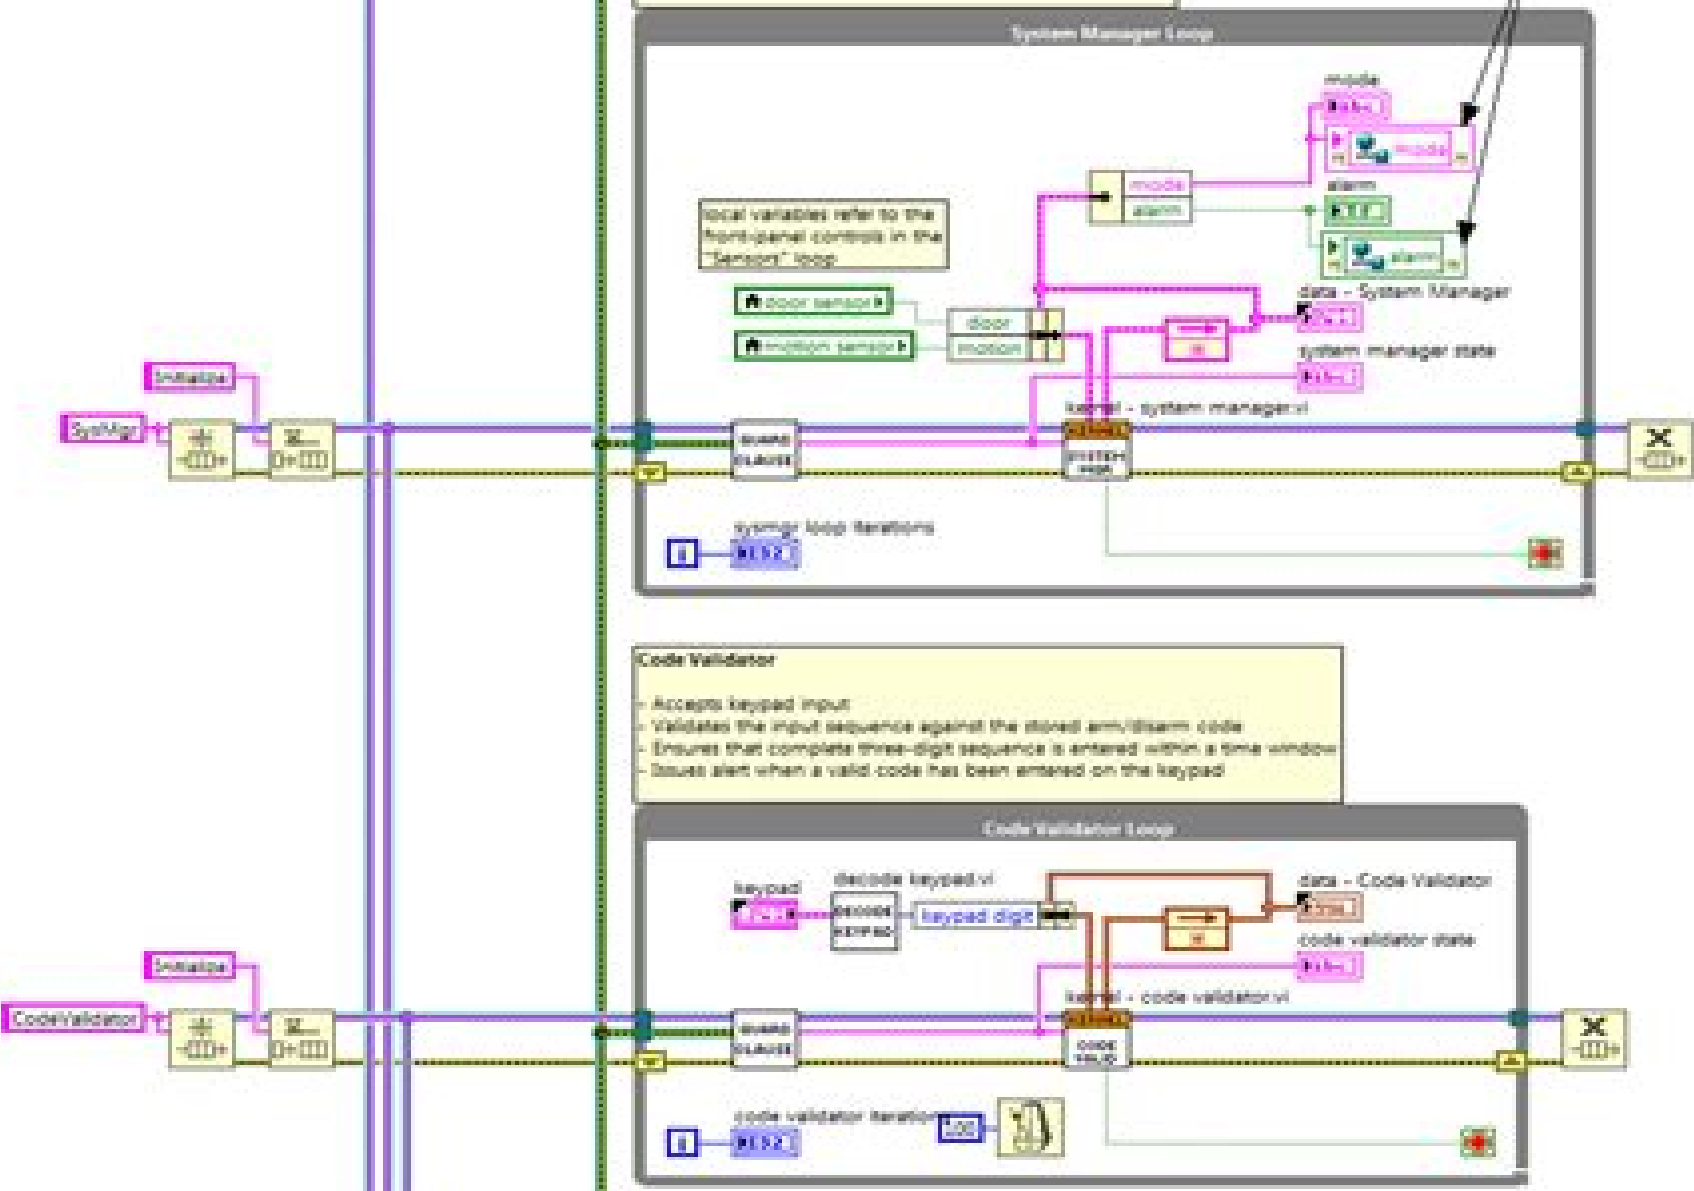 System Manager Loop
mode
mode
mode
alarm
alarm
alarm
local variables refer to the
front-panel controls in the
"Sensors" loop
data - System Manager
door sensor
door
motion sensor
motion
system manager state
Initialize
kernel - system manager.vi
SysMgr
GUARD
CLAUSE
KERNEL
SYSTEM
MGR
sysmgr loop iterations
i
Code Validator
- Accepts keypad input
- Validates the input sequence against the stored arm/disarm code
- Ensures that complete three-digit sequence is entered within a time window
- Issues alert when a valid code has been entered on the keypad
Code Validator Loop
keypad
decode keypad.vi
data - Code Validator
DECODE
KEYPAD
keypad digit
code validator state
Initialize
kernel - code validator.vi
CodeValidator
GUARD
CLAUSE
KERNEL
CODE
VALID
code validator iterations
100
i